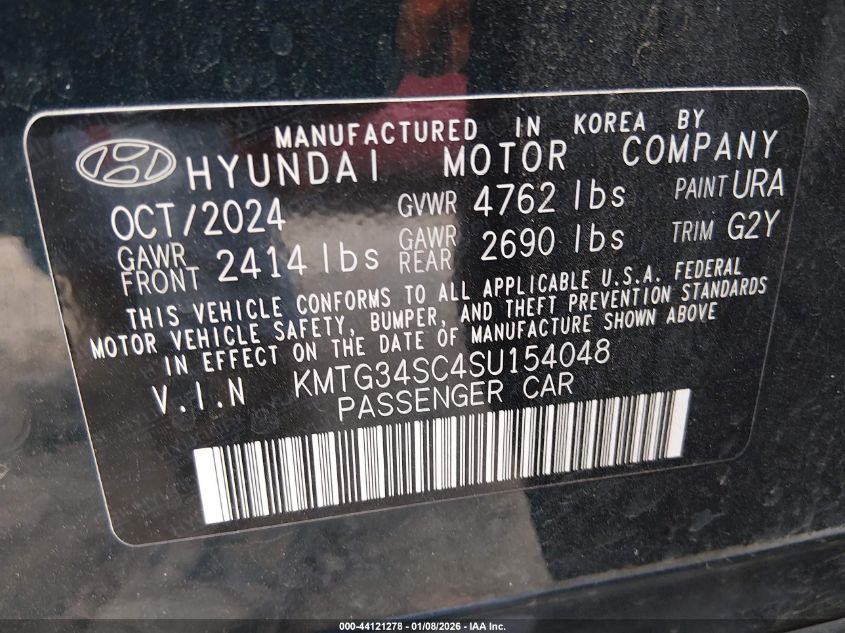 MANUFACTURED IN KOREA BY
HYUNDAI MOTOR COMPANY
OCT/2024 GVWR 4762 lbs PAINT URA
GAWR FRONT 2414 lbs GAWR REAR 2690 lbs TRIM G2Y
THIS VEHICLE CONFORMS TO ALL APPLICABLE U.S.A. FEDERAL
MOTOR VEHICLE SAFETY, BUMPER, AND THEFT PREVENTION STANDARDS
IN EFFECT ON THE DATE OF MANUFACTURE SHOWN ABOVE
V.I.N KMTG34SC4SU154048
PASSENGER CAR
000-44121278 - 01/08/2026 - IAA Inc.